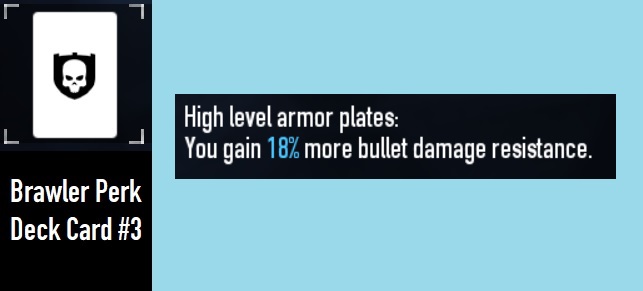 Brawler Perk
Deck Card #3
High level armor plates:
You gain 18% more bullet damage resistance.